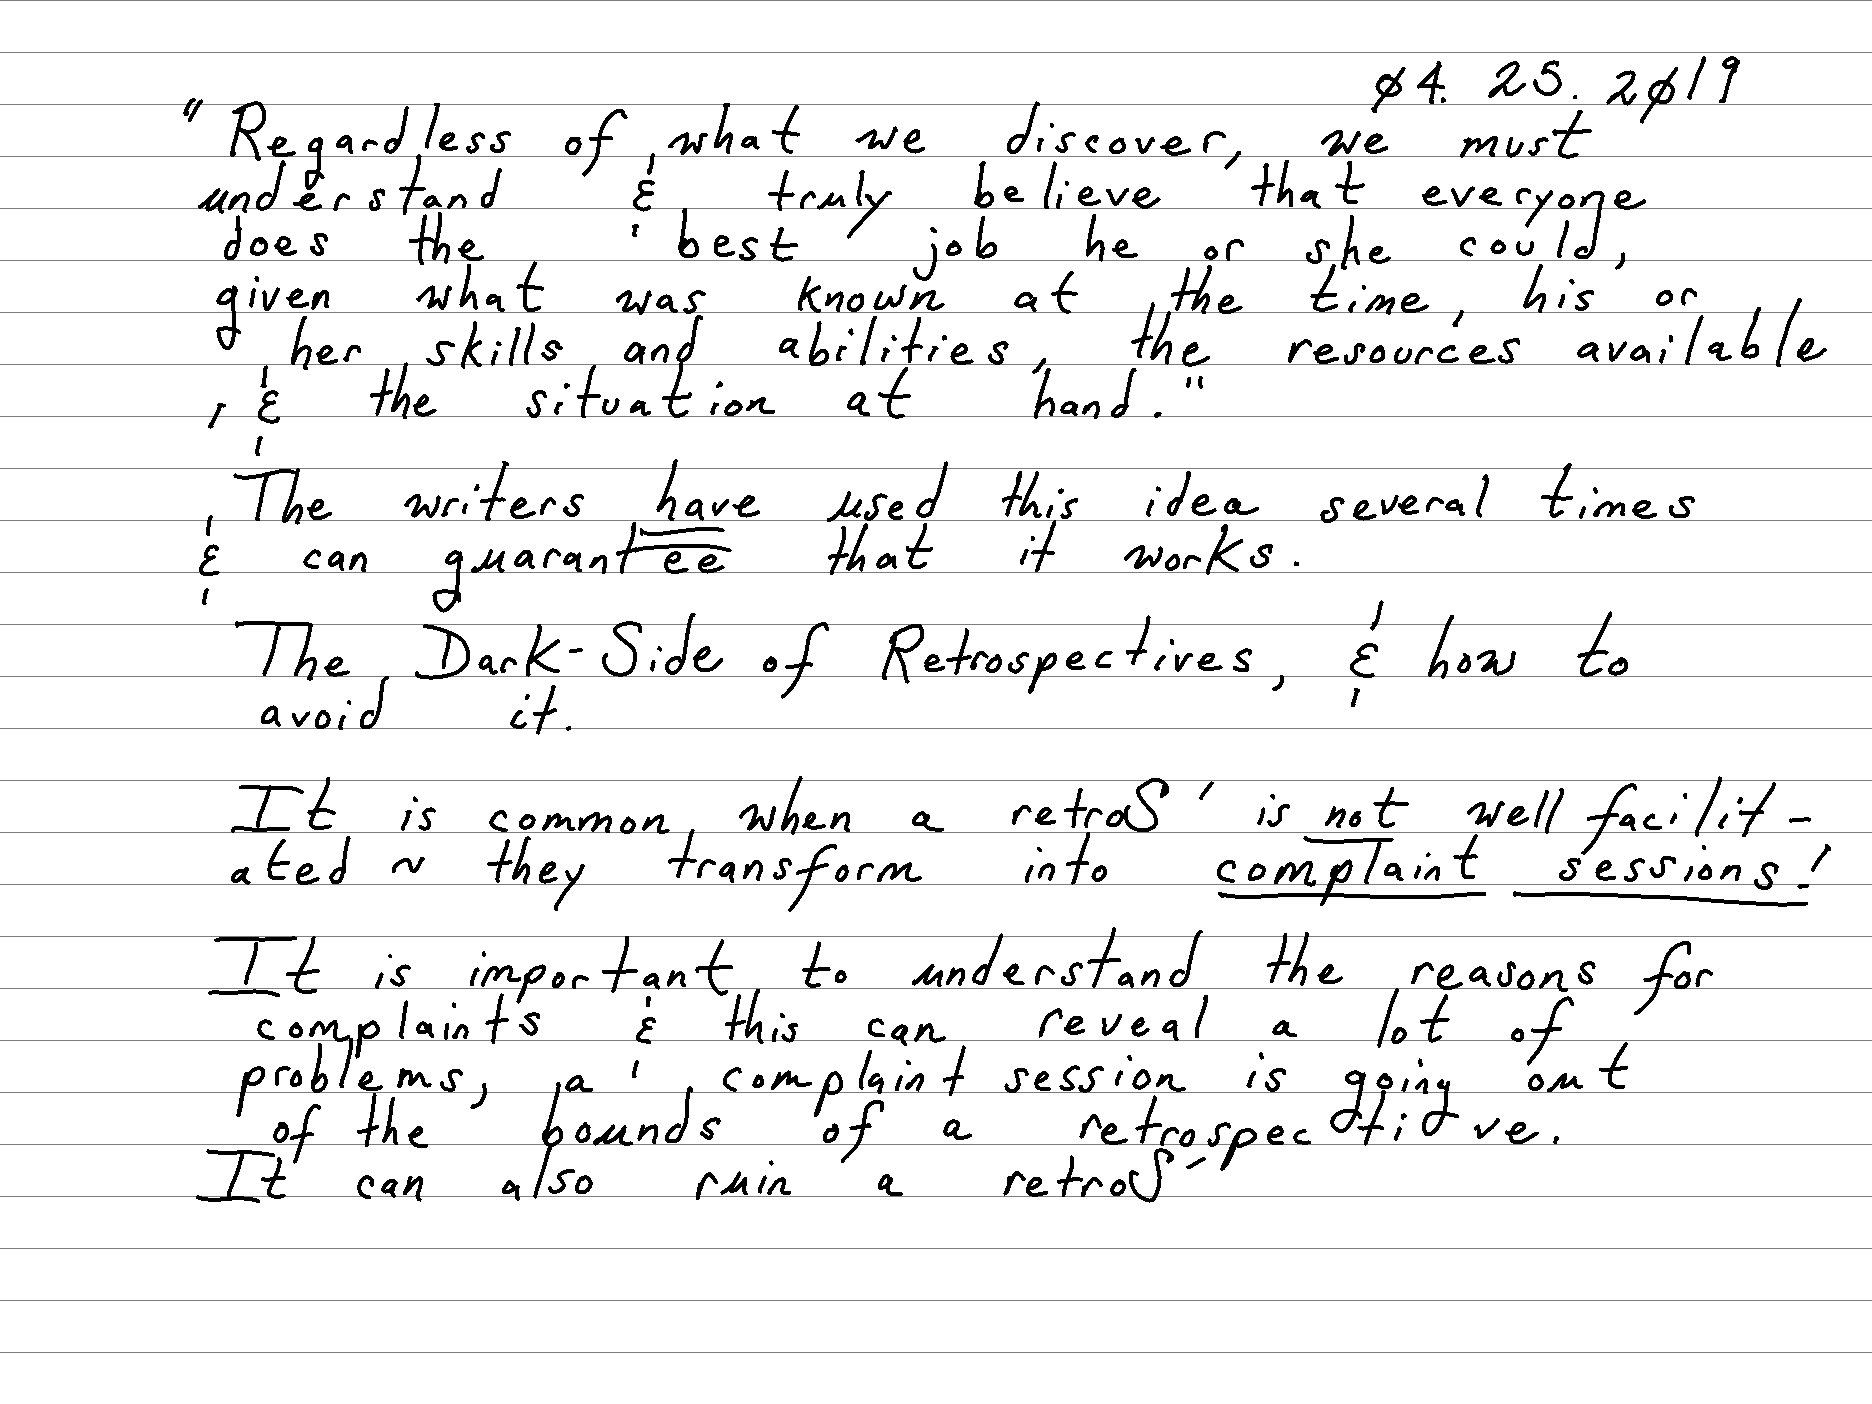 04. 25. 2019
"Regardless of what we discover, we must
understand & truly believe that everyone
does the best job he or she could,
given what was known at the time, his or
her skills and abilities, the resources available
, & the situation at hand."
The writers have used this idea several times
& can guarantee that it works.
The Dark-Side of Retrospectives, & how to
avoid it.
It is common, when a retroS' is not well facilit-
ated ~ they transform into complaint sessions!
It is important to understand the reasons for
complaints & this can reveal a lot of
problems, a complaint session is going out
of the bounds of a retrospective.
It can also ruin a retroS'